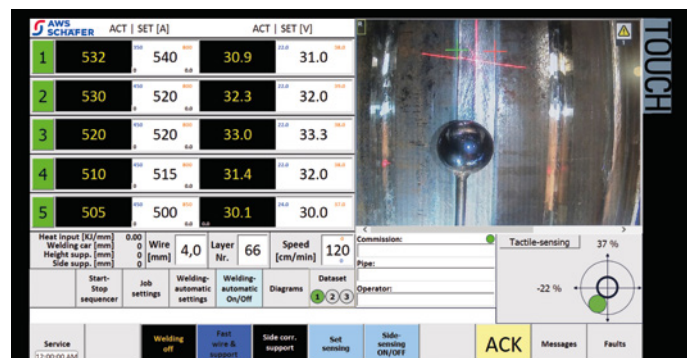 AWS
SCHÄFER
ACT | SET [A]
ACT | SET [V]
1 532 540 30.9 31.0
2 530 520 32.3 32.0
3 520 520 33.0 33.3
4 510 515 31.4 32.0
5 505 500 30.1 30.0
Heat input [KJ/mm] 0.00
Welding car [mm] 0
Height supp. [mm] 0
Side supp. [mm] 0
Wire [mm] 4,0
Layer Nr. 66
Speed [cm/min] 120
Start-Stop sequencer
Job settings
Welding-automatic settings
Welding-automatic On/Off
Diagrams
Dataset
1 2 3
TOUCH
Commission:
Pipe:
Operator:
Tactile-sensing
37 %
-22 %
Service
12:00:00 AM
Welding off
Fast wire & support
Side corr. support
Set sensing
Side-sensing ON/OFF
ACK
Messages
Faults